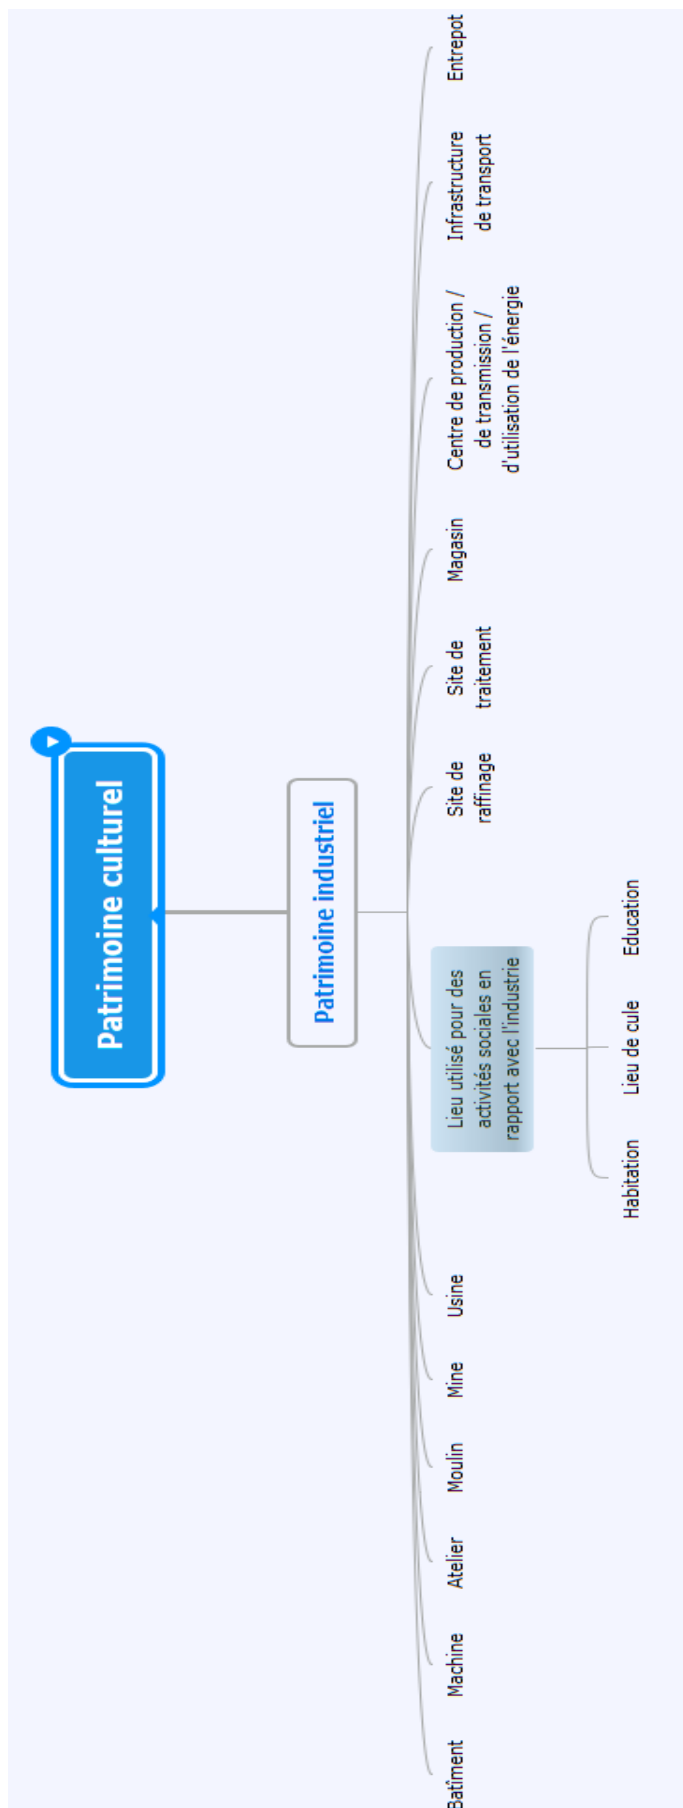 Patrimoine culturel
Patrimoine industriel
Batîment
Machine
Atelier
Moulin
Mine
Usine
Lieu utilisé pour des
activités sociales en
rapport avec l'industrie
Habitation
Lieu de cule
Education
Site de
raffinage
Site de
traitement
Magasin
Centre de production /
de transmission /
d'utilisation de l'énergie
Infrastructure
de transport
Entrepot